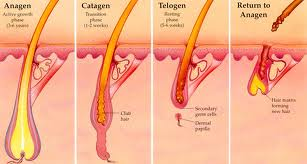 Anagen
Active growth
phase
(3-6 years)
Catagen
Transition
phase
(1-2 weeks)
Club
hair
Telogen
Resting
phase
(5-6 weeks)
Secondary
germ cells
Dermal
papilla
Return to
Anagen
Hair matrix
forming
new hair